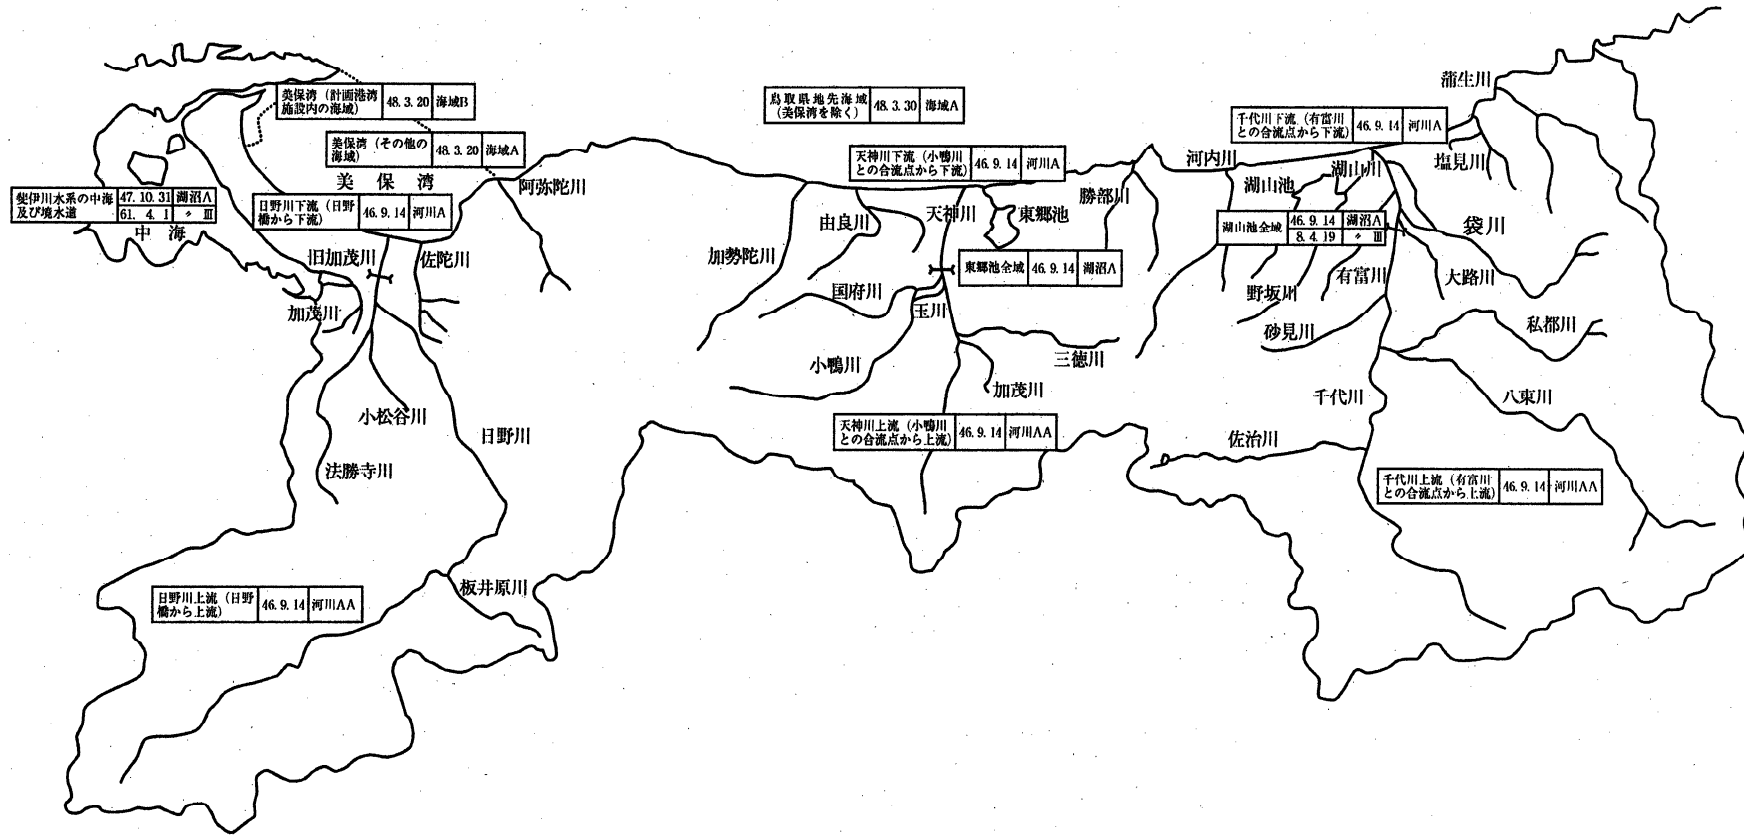 美保湾（計画港湾
施設内の海域）
48. 3. 20
海域B
美保湾（その他の
海域）
48. 3. 20
海域A
鳥取県地先海域
（美保湾を除く）
48. 3. 30
海域A
千代川下流（有富川
との合流点から下流）
46. 9. 14
河川A
天神川下流（小鴨川
との合流点から下流）
46. 9. 14
河川A
斐伊川水系の中海
及び境水道
47. 10. 31
湖沼A
61. 4. 1
〃 Ⅲ
日野川下流（日野
橋から下流）
46. 9. 14
河川A
湖山池全域
46. 9. 14
湖沼A
8. 4. 19
〃 Ⅲ
東郷池全域
46. 9. 14
湖沼A
天神川上流（小鴨川
との合流点から上流）
46. 9. 14
河川AA
千代川上流（有富川
との合流点から上流）
46. 9. 14
河川AA
日野川上流（日野
橋から上流）
46. 9. 14
河川AA
美保湾
中海
阿弥陀川
旧加茂川
佐陀川
加茂川
小松谷川
法勝寺川
日野川
板井原川
加勢陀川
由良川
天神川
東郷池
勝部川
国府川
玉川
小鴨川
三徳川
加茂川
河内川
湖山池
湖山川
蒲生川
塩見川
袋川
大路川
有富川
野坂川
砂見川
私都川
千代川
八東川
佐治川